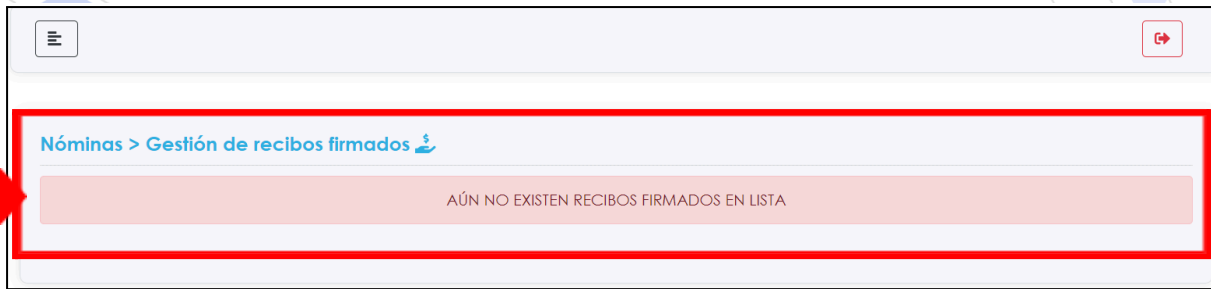 Nóminas > Gestión de recibos firmados
AÚN NO EXISTEN RECIBOS FIRMADOS EN LISTA